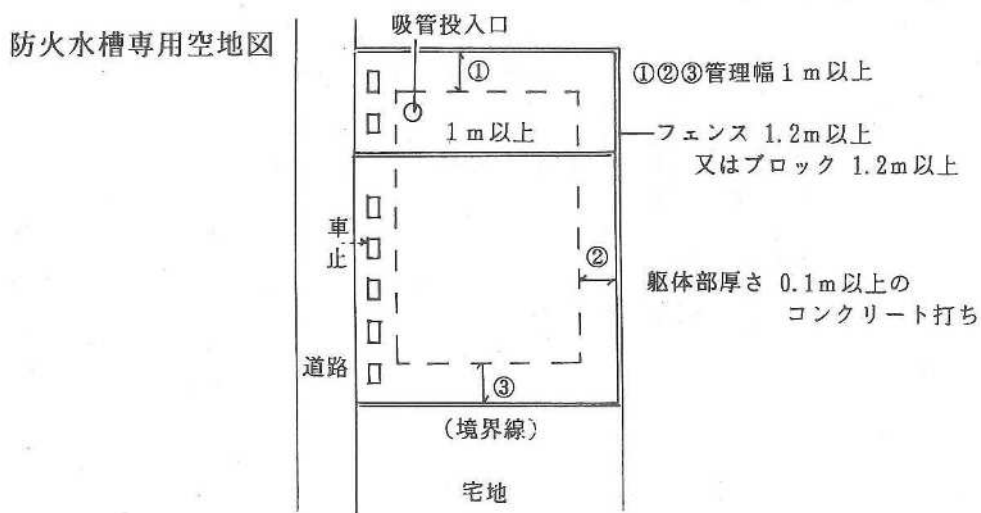 防火水槽専用空地図
吸管投入口
①
①②③管理幅1m以上
1m以上
フェンス 1.2m以上
又はブロック 1.2m以上
車止
②
躯体部厚さ 0.1m以上の
コンクリート打ち
道路
③
(境界線)
宅地